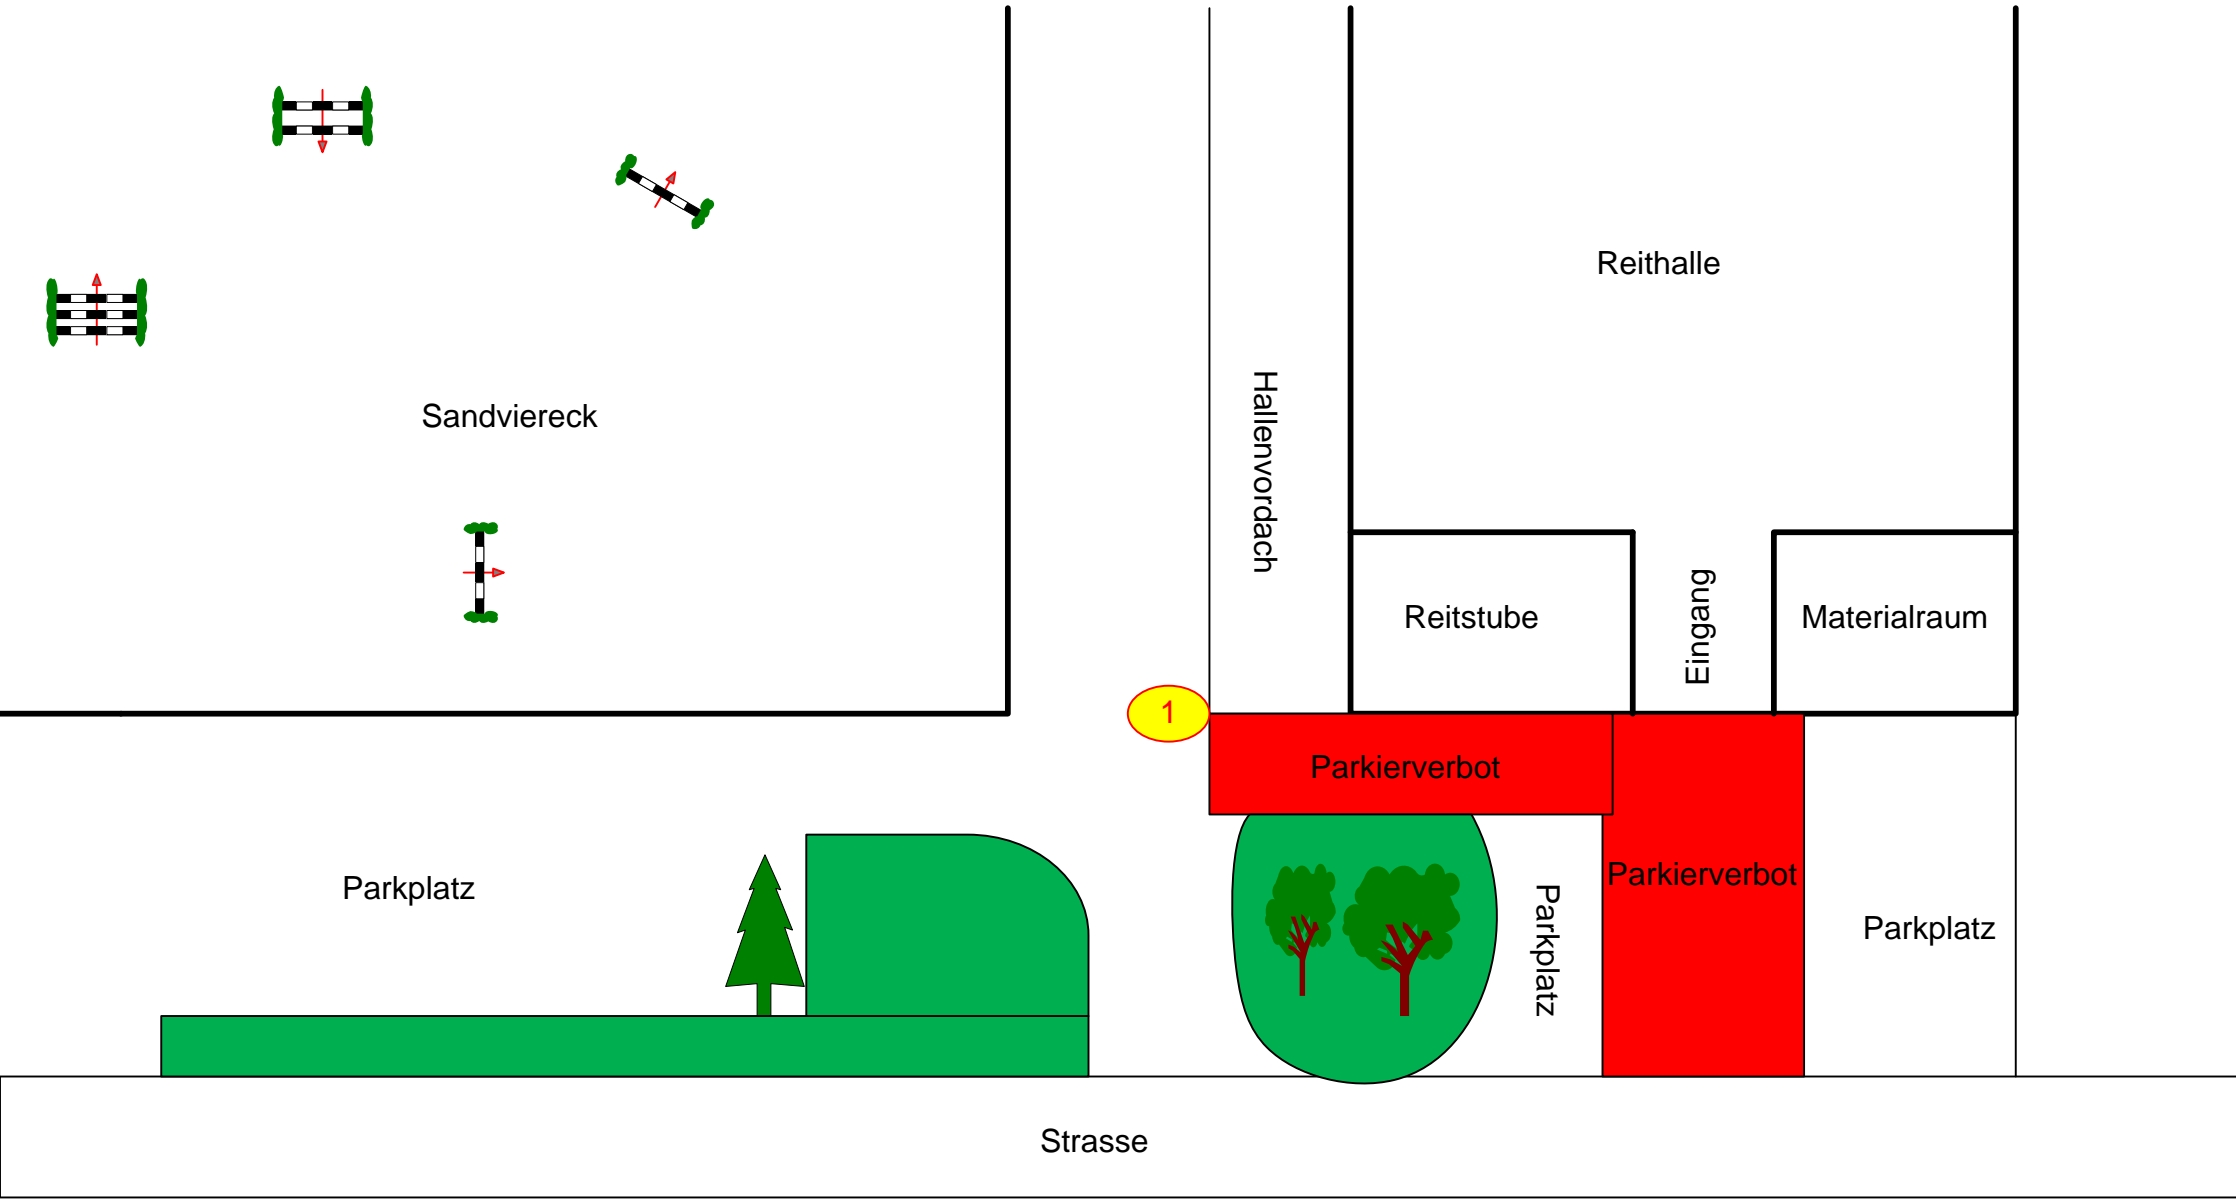 Reithalle
Sandviereck
Hallenvordach
Reitstube
Eingang
Materialraum
1
Parkierverbot
Parkplatz
Parkplatz
Parkierverbot
Parkplatz
Strasse